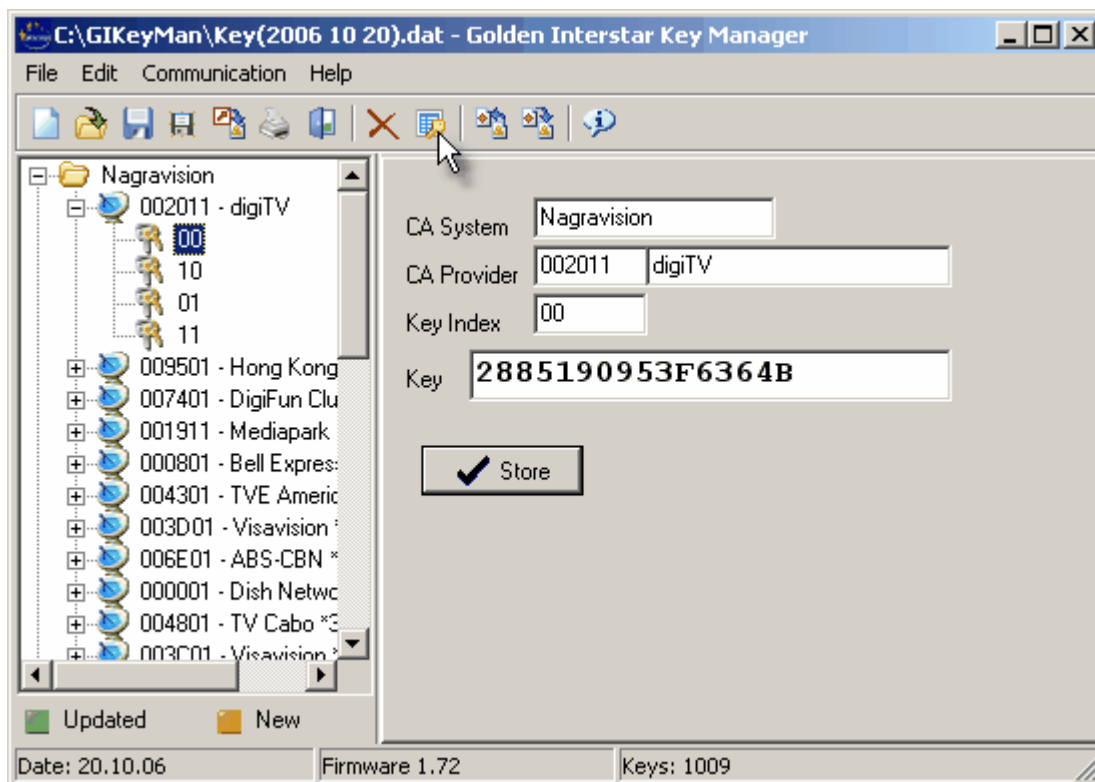 C:\GIKeyMan\Key(2006 10 20).dat - Golden Interstar Key Manager
File Edit Communication Help
Nagravision
002011 - digiTV
00
10
01
11
009501 - Hong Kong
007401 - DigiFun Clu
001911 - Mediapark
000801 - Bell Expres
004301 - TVE Americ
003D01 - Visavision *
006E01 - ABS-CBN *
000001 - Dish Netwo
004801 - TV Cabo *3
003C01 - Visavision *
Updated New
CA System Nagravision
CA Provider 002011 digiTV
Key Index 00
Key 2885190953F6364B
Store
Date: 20.10.06 Firmware 1.72 Keys: 1009